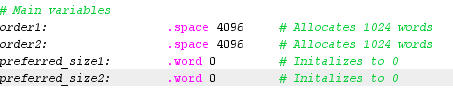 # Main variables
order1: .space 4096 # Allocates 1024 words
order2: .space 4096 # Allocates 1024 words
preferred_size1: .word 0 # Initalizes to 0
preferred_size2: .word 0 # Initalizes to 0